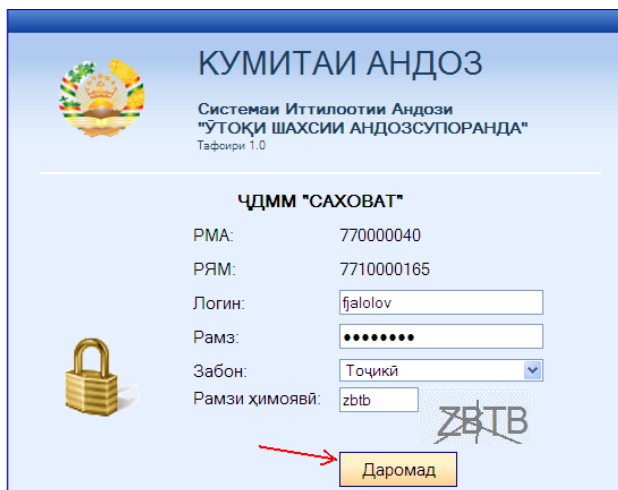 КУМИТАИ АНДОЗ
Системаи Иттилоотии Андози
"ӮТОҚИ ШАХСИИ АНДОЗСУПОРАНДА"
Тафсири 1.0
ҶДММ "САХОВАТ"
РМА: 770000040
РЯМ: 7710000165
Логин: fjalolov
Рамз: ••••••••
Забон: Тоҷикӣ
Рамзи ҳимоявӣ: zbtb
ZBTB
Даромад